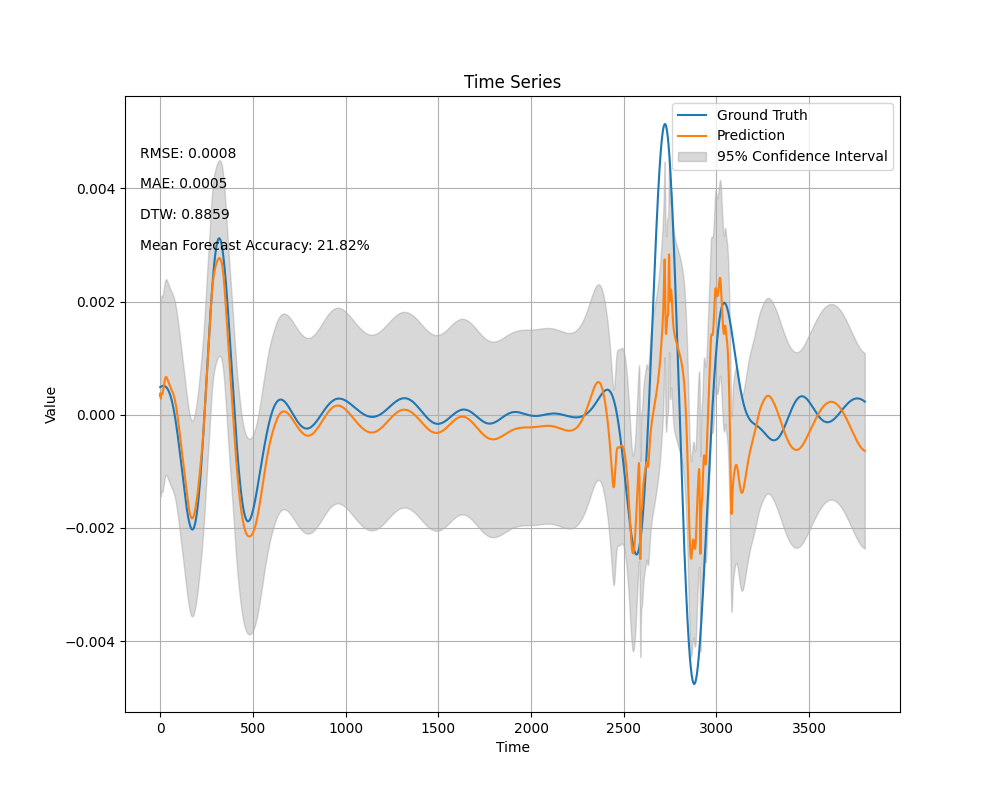 Time Series
Ground Truth
Prediction
95% Confidence Interval
RMSE: 0.0008
MAE: 0.0005
DTW: 0.8859
Mean Forecast Accuracy: 21.82%
Value
0.004
0.002
0.000
−0.002
−0.004
0 500 1000 1500 2000 2500 3000 3500
Time